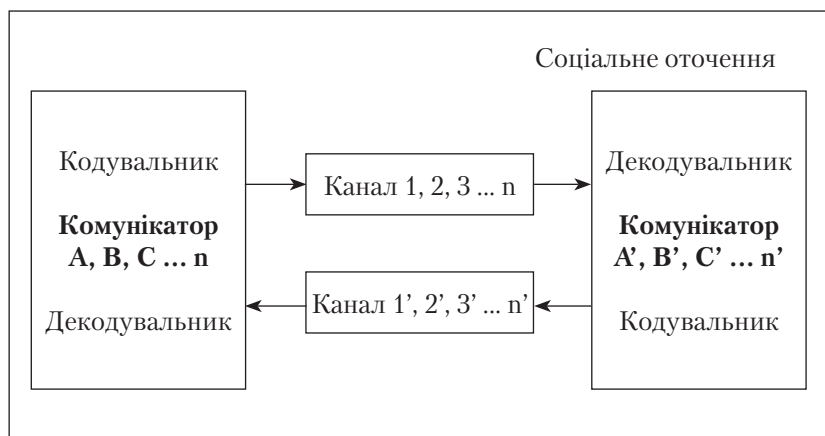 Соціальне оточення
Кодувальник
Комунікатор
A, B, C ... n
Декодувальник
Канал 1, 2, 3 ... n
Канал 1’, 2’, 3’ ... n’
Декодувальник
Комунікатор
A’, B’, C’ ... n’
Кодувальник